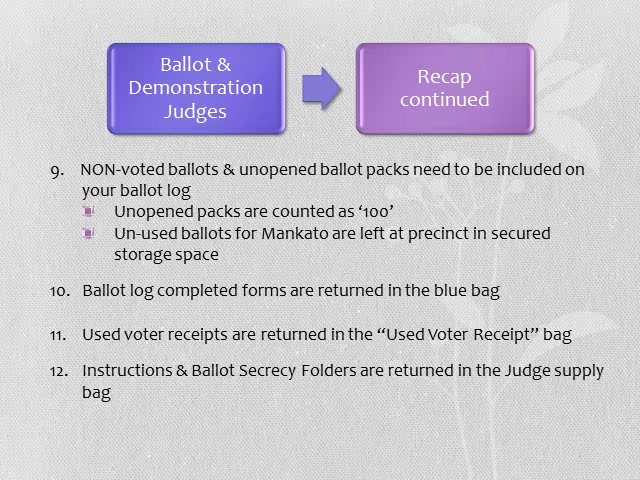 Ballot &
Demonstration
Judges
Recap
continued
9. NON-voted ballots & unopened ballot packs need to be included on
your ballot log
Unopened packs are counted as ‘100’
Un-used ballots for Mankato are left at precinct in secured
storage space
10. Ballot log completed forms are returned in the blue bag
11. Used voter receipts are returned in the “Used Voter Receipt” bag
12. Instructions & Ballot Secrecy Folders are returned in the Judge supply
bag